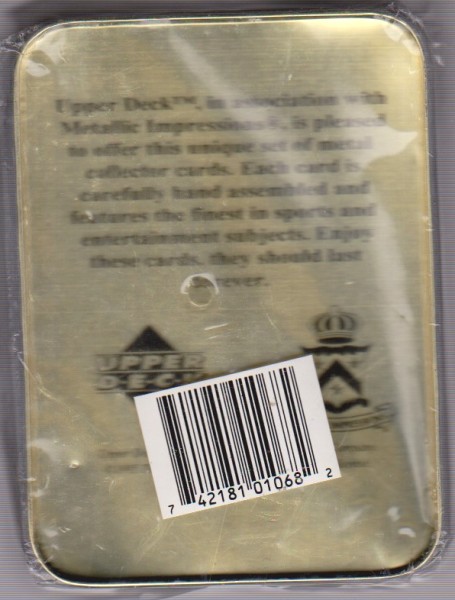 Upper Deck™, in association with
Metallic Impressions®, is pleased
to offer this unique set of metal
collector cards. Each card is
carefully hand assembled and
features the finest in sports and
entertainment subjects. Enjoy
these cards, they should last
forever.
UPPER
DECK
7 42181 01068 2